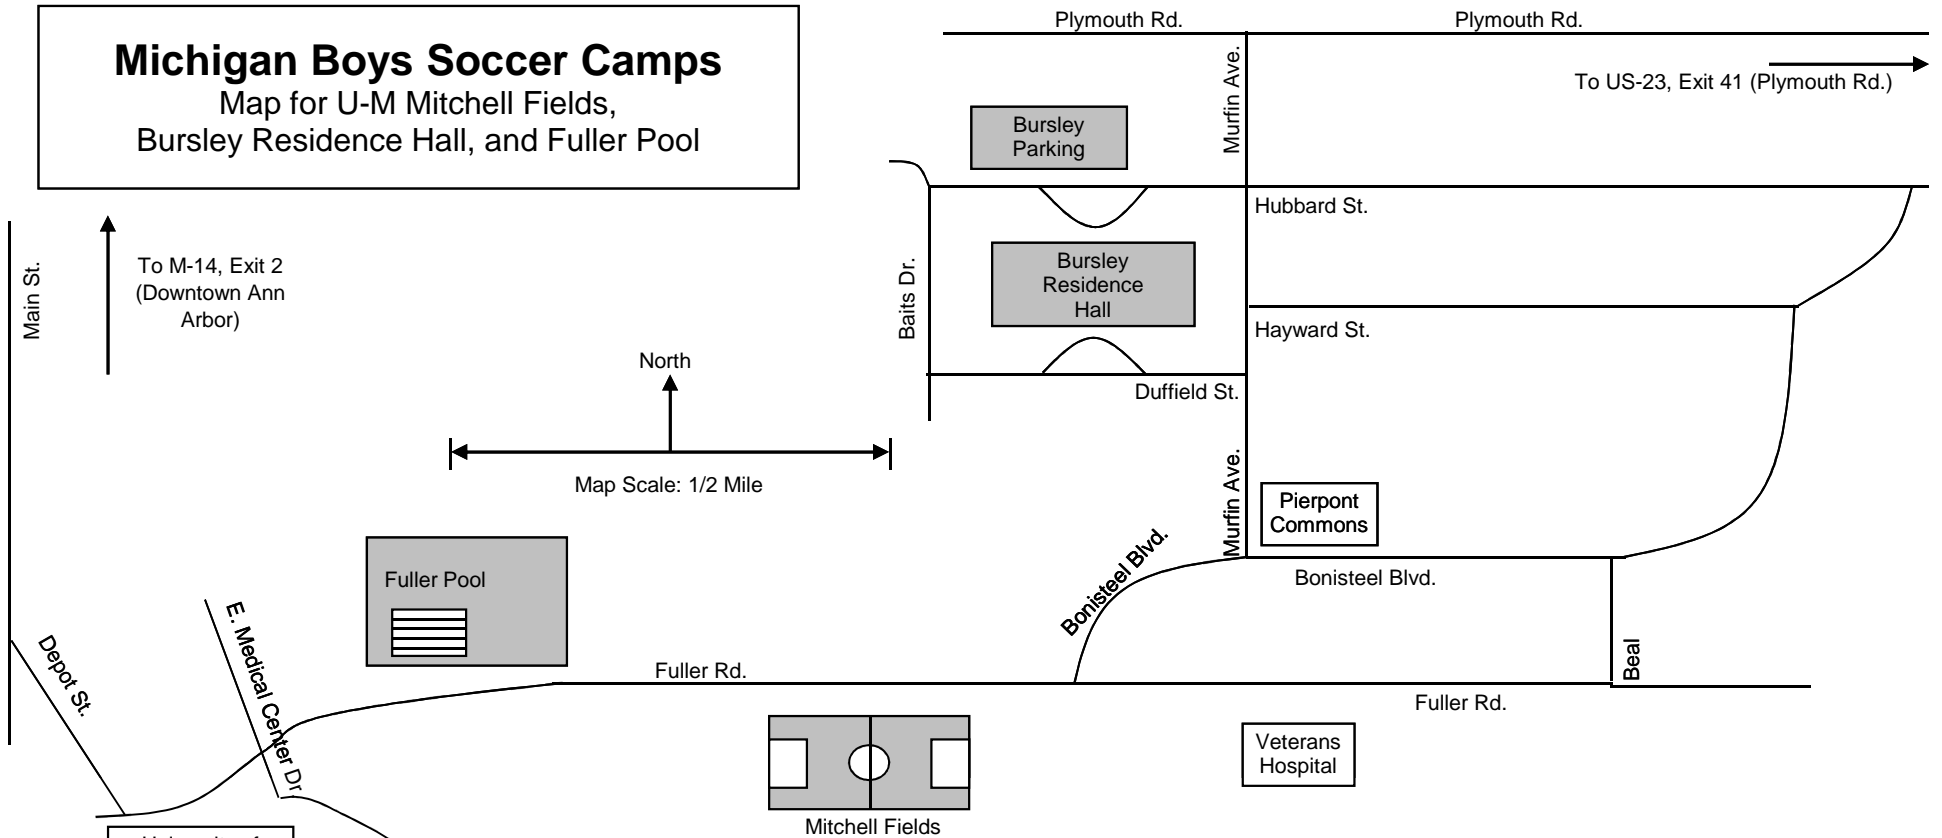 Michigan Boys Soccer Camps
Map for U-M Mitchell Fields,
Bursley Residence Hall, and Fuller Pool
Plymouth Rd.
Plymouth Rd.
To US-23, Exit 41 (Plymouth Rd.)
Murfin Ave.
Bursley
Parking
Hubbard St.
Main St.
To M-14, Exit 2
(Downtown Ann
Arbor)
Baits Dr.
Bursley
Residence
Hall
Hayward St.
North
Duffield St.
Map Scale: 1/2 Mile
Murfin Ave.
Pierpont
Commons
Bonisteel Blvd.
Bonisteel Blvd.
Fuller Pool
Depot St.
E. Medical Center Dr
Fuller Rd.
Beal
Fuller Rd.
Veterans
Hospital
Mitchell Fields